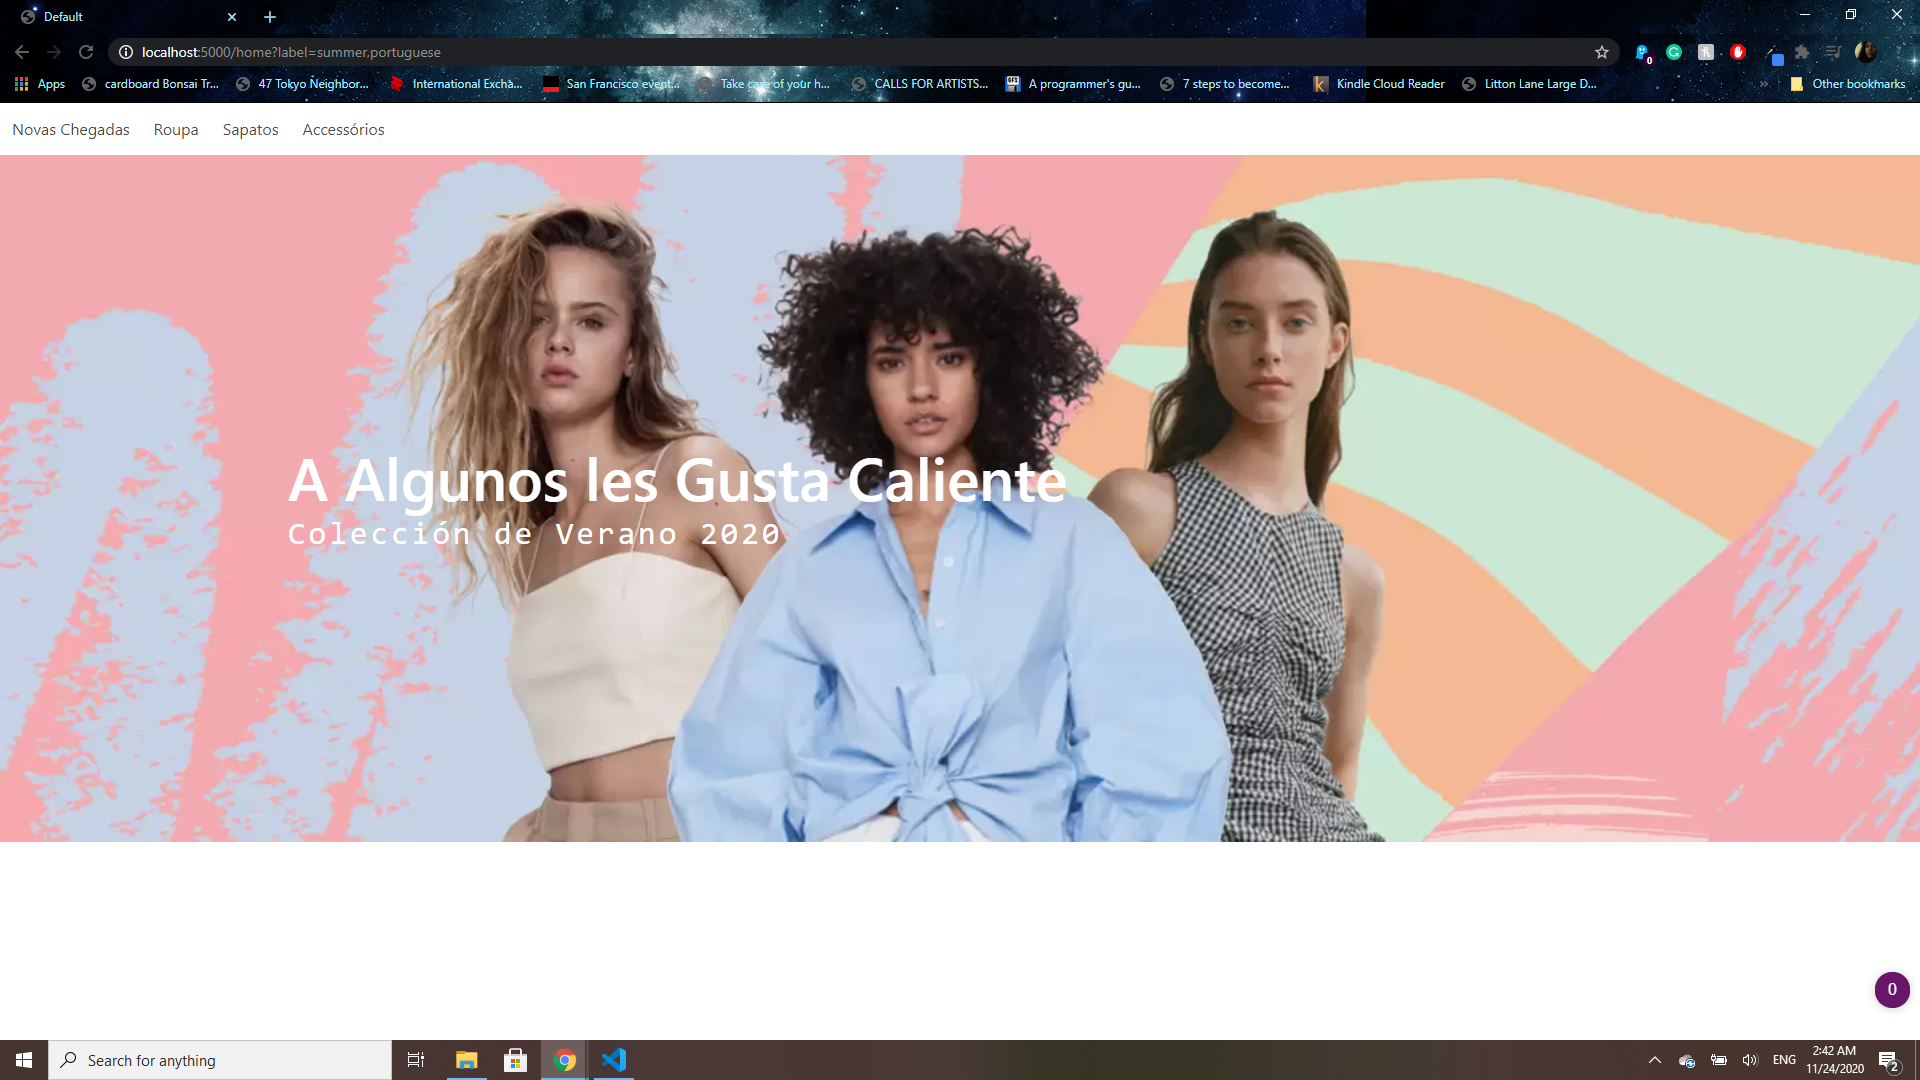 Default
localhost:5000/home?label=summer,portuguese
Apps
cardboard Bonsai Tr...
47 Tokyo Neighbor...
International Excha...
San Francisco event...
Take care of your h...
`CALLS FOR ARTISTS...
A programmer's gu...
7 steps to become...
Kindle Cloud Reader
Litton Lane Large D...
Other bookmarks
Novas Chegadas
Roupa
Sapatos
Accessórios
A Algunos les Gusta Caliente
Colección de Verano 2020
0
Search for anything
ENG
2:42 AM
11/24/2020
2